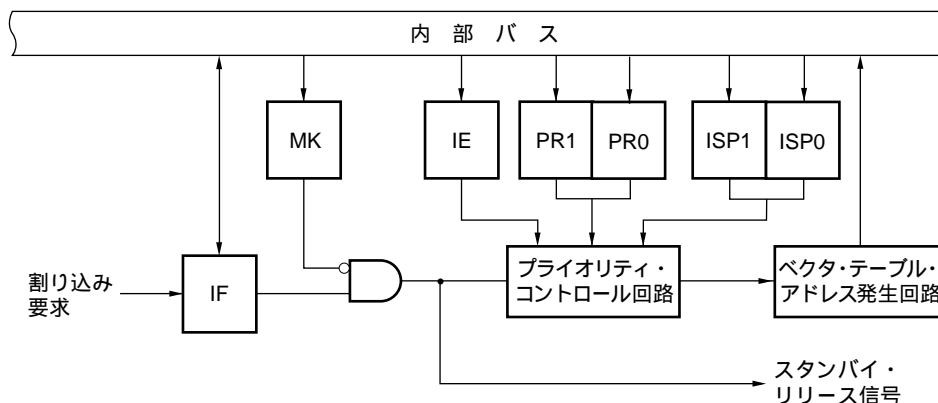 内部バス
MK
IE
PR1
PR0
ISP1
ISP0
割り込み
要求
IF
プライオリティ・
コントロール回路
ベクタ・テーブル・
アドレス発生回路
スタンバイ・
リリース信号